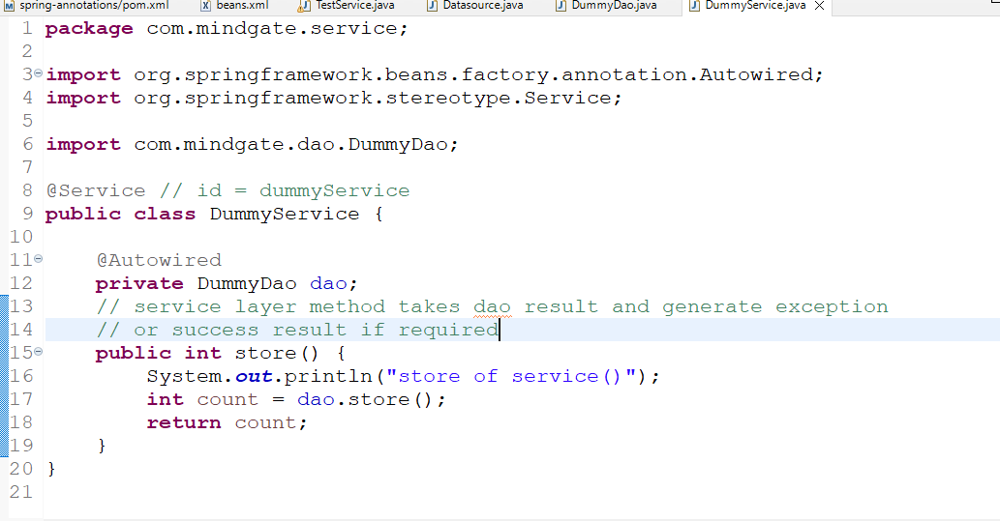 spring-annotations/pom.xml beans.xml TestService.java Datasource.java DummyDao.java DummyService.java
1 package com.mindgate.service;
2
3 import org.springframework.beans.factory.annotation.Autowired;
4 import org.springframework.stereotype.Service;
5
6 import com.mindgate.dao.DummyDao;
7
8 @Service // id = dummyService
9 public class DummyService {
10
11 @Autowired
12 private DummyDao dao;
13 // service layer method takes dao result and generate exception
14 // or success result if required
15 public int store() {
16 System.out.println("store of service()");
17 int count = dao.store();
18 return count;
19 }
20 }
21